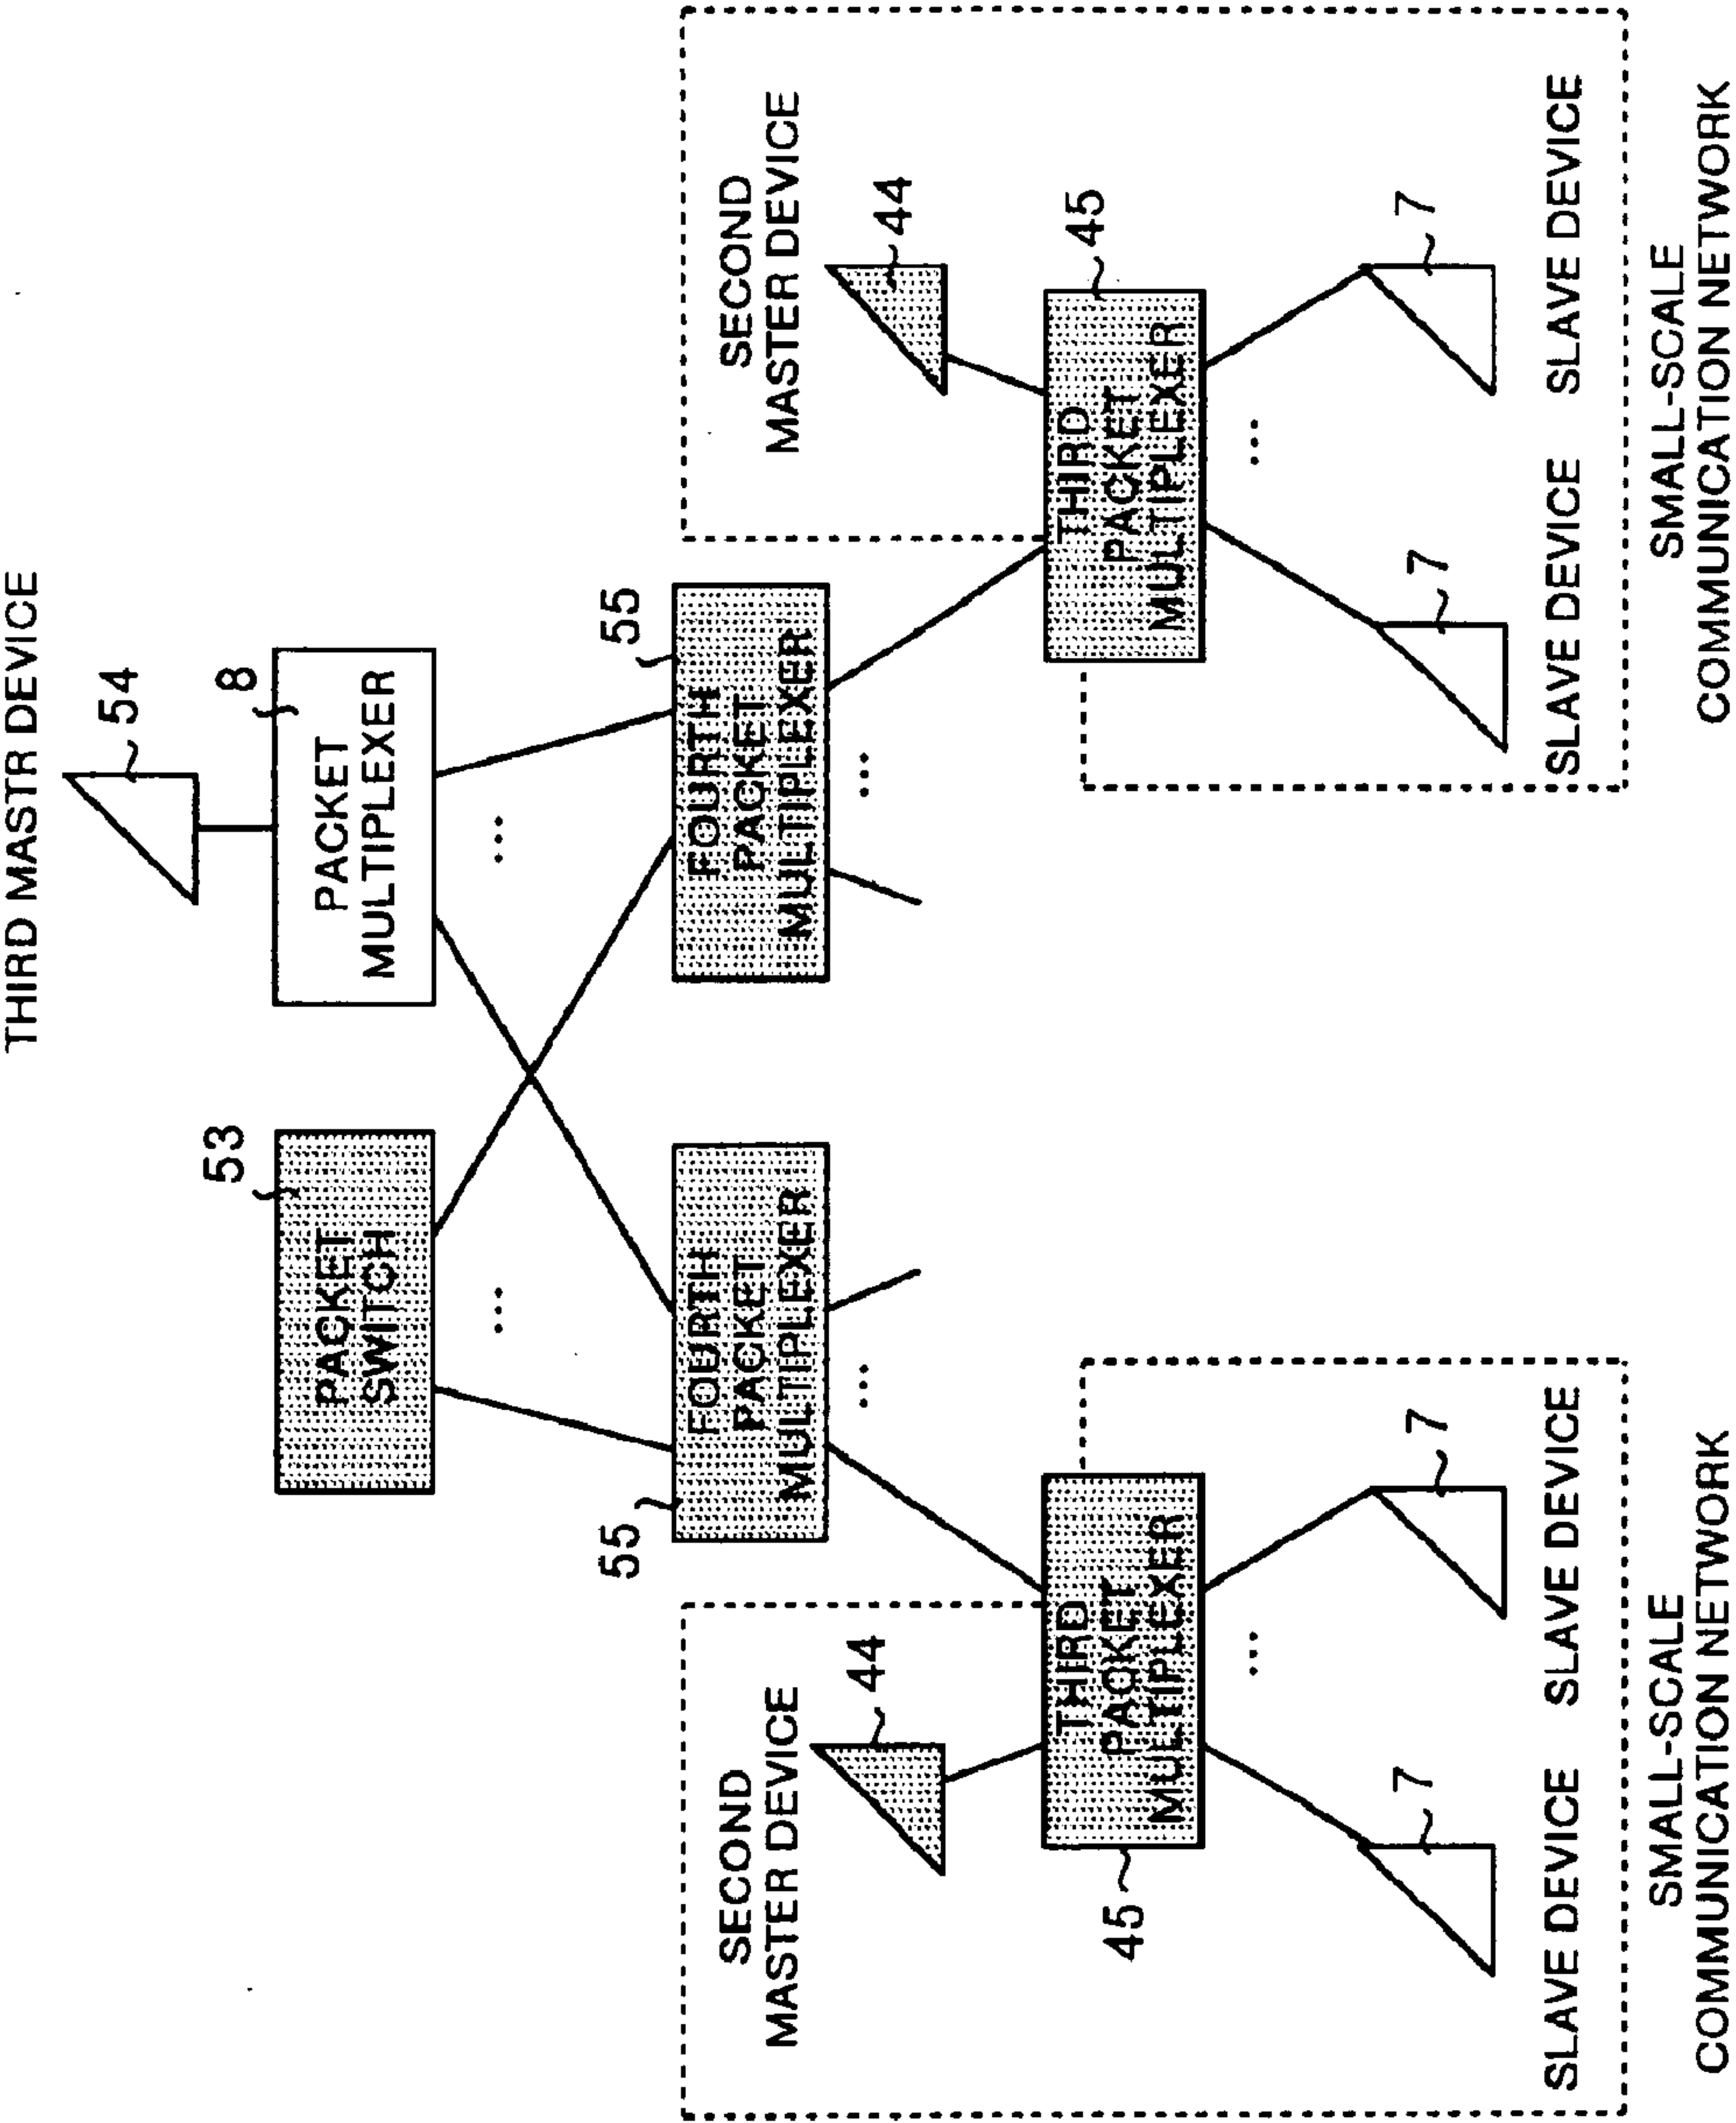 THIRD MASTR DEVICE
54
53
8
PACKET
SWITCH
PACKET
MULTIPLEXER
55
55
FOURTH
PACKET
MULTIPLEXER
FOURTH
PACKET
MULTIPLEXER
...
...
...
...
SECOND
MASTER DEVICE
44
SECOND
MASTER DEVICE
44
45
THIRD
PACKET
MULTIPLEXER
45
THIRD
PACKET
MULTIPLEXER
...
...
7
7
7
7
SLAVE DEVICE
SLAVE DEVICE
SLAVE DEVICE
SLAVE DEVICE
SMALL-SCALE
COMMUNICATION NETWORK
SMALL-SCALE
COMMUNICATION NETWORK